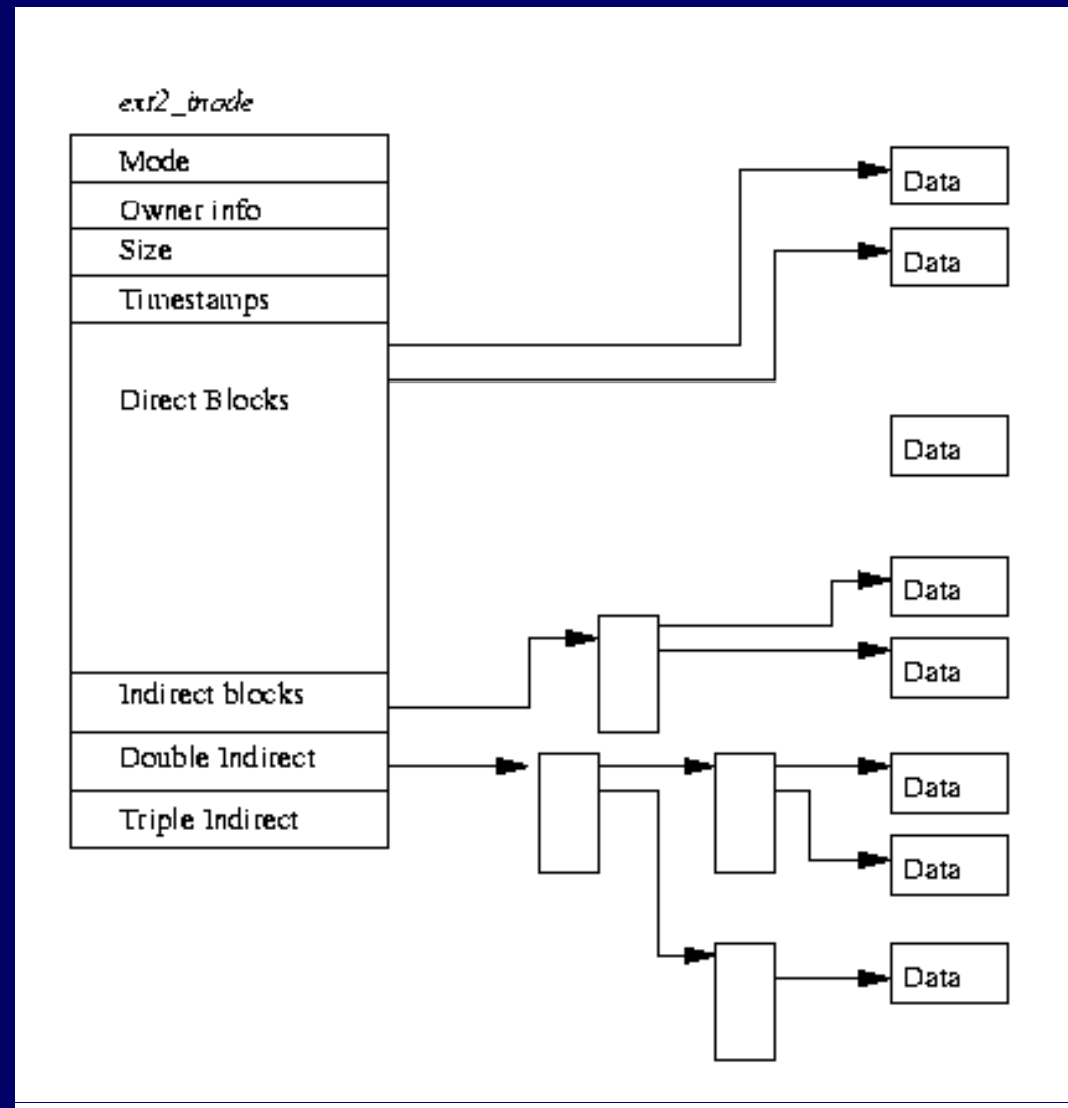 ext2_inode
Mode
Owner info
Size
Timestamps
Direct Blocks
Indirect blocks
Double Indirect
Triple Indirect
Data
Data
Data
Data
Data
Data
Data
Data